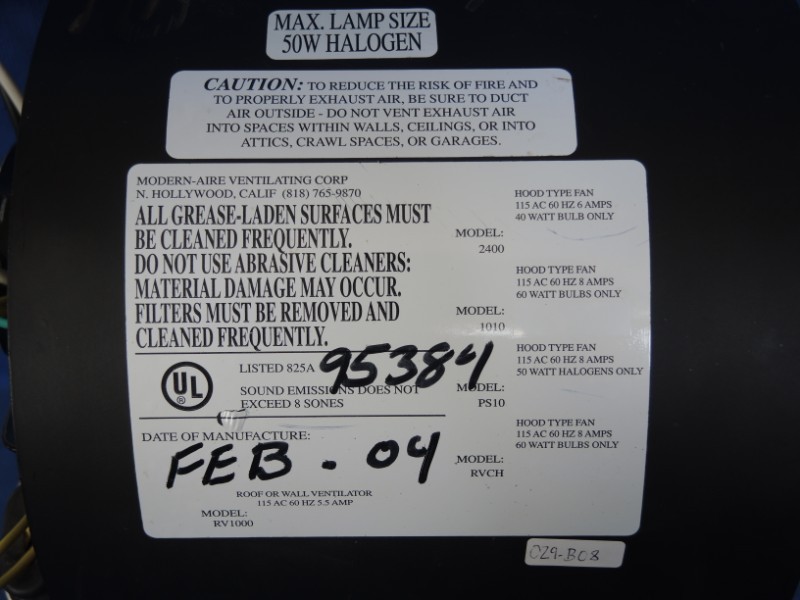 MAX. LAMP SIZE
50W HALOGEN
CAUTION: TO REDUCE THE RISK OF FIRE AND
TO PROPERLY EXHAUST AIR, BE SURE TO DUCT
AIR OUTSIDE - DO NOT VENT EXHAUST AIR
INTO SPACES WITHIN WALLS, CEILINGS, OR INTO
ATTICS, CRAWL SPACES, OR GARAGES.
MODERN-AIRE VENTILATING CORP
N. HOLLYWOOD, CALIF (818) 765-9870
ALL GREASE-LADEN SURFACES MUST
BE CLEANED FREQUENTLY.
DO NOT USE ABRASIVE CLEANERS:
MATERIAL DAMAGE MAY OCCUR.
FILTERS MUST BE REMOVED AND
CLEANED FREQUENTLY.
UL
®
LISTED 825A
95384
SOUND EMISSIONS DOES NOT
EXCEED 8 SONES
DATE OF MANUFACTURE:
FEB. 04
ROOF OR WALL VENTILATOR
115 AC 60 HZ 5.5 AMP
MODEL:
RV1000
HOOD TYPE FAN
115 AC 60 HZ 6 AMPS
40 WATT BULB ONLY
MODEL:
2400
HOOD TYPE FAN
115 AC 60 HZ 8 AMPS
60 WATT BULBS ONLY
MODEL:
1010
HOOD TYPE FAN
115 AC 60 HZ 8 AMPS
50 WATT HALOGENS ONLY
MODEL:
PS10
HOOD TYPE FAN
115 AC 60 HZ 8 AMPS
60 WATT BULBS ONLY
MODEL:
RVCH
029-B08